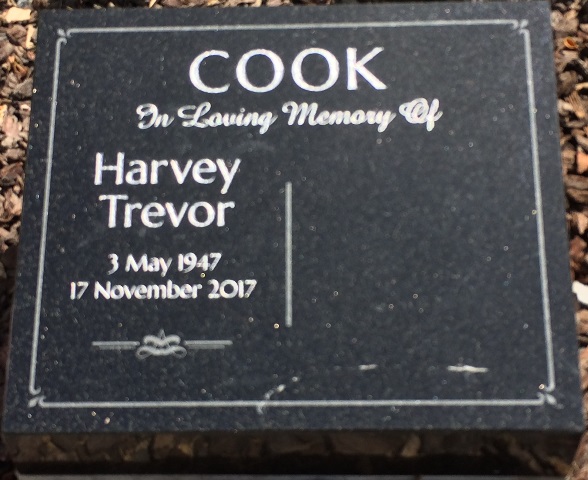 COOK
In Loving Memory Of
Harvey
Trevor
3 May 1947
17 November 2017